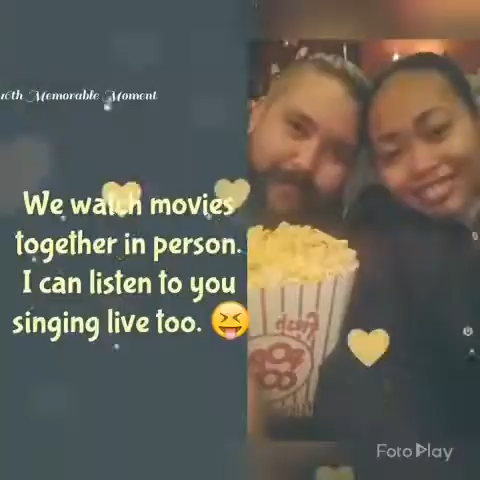 Memorable Moment
We watch movies
together in person.
I can listen to you
singing live too. 😝
FotoPlay